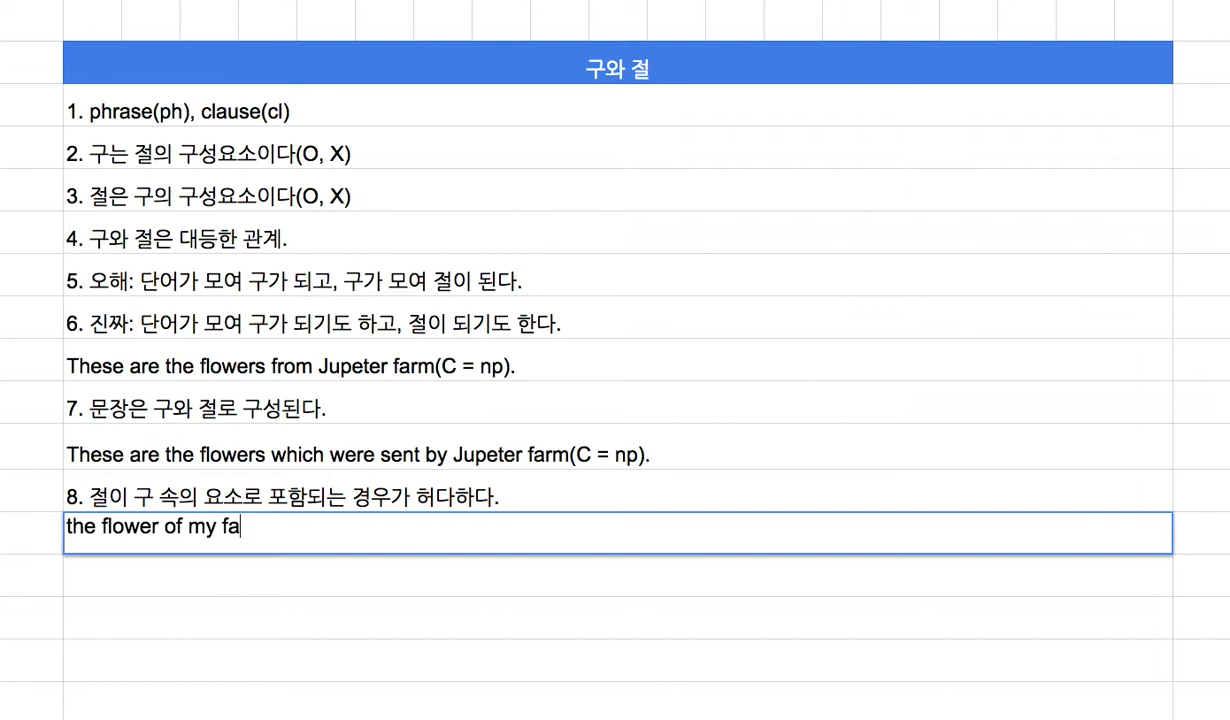 구와 절
1. phrase(ph), clause(cl)
2. 구는 절의 구성요소이다(O, X)
3. 절은 구의 구성요소이다(O, X)
4. 구와 절은 대등한 관계.
5. 오해: 단어가 모여 구가 되고, 구가 모여 절이 된다.
6. 진짜: 단어가 모여 구가 되기도 하고, 절이 되기도 한다.
These are the flowers from Jupeter farm(C = np).
7. 문장은 구와 절로 구성된다.
These are the flowers which were sent by Jupeter farm(C = np).
8. 절이 구 속의 요소로 포함되는 경우가 허다하다.
the flower of my fa